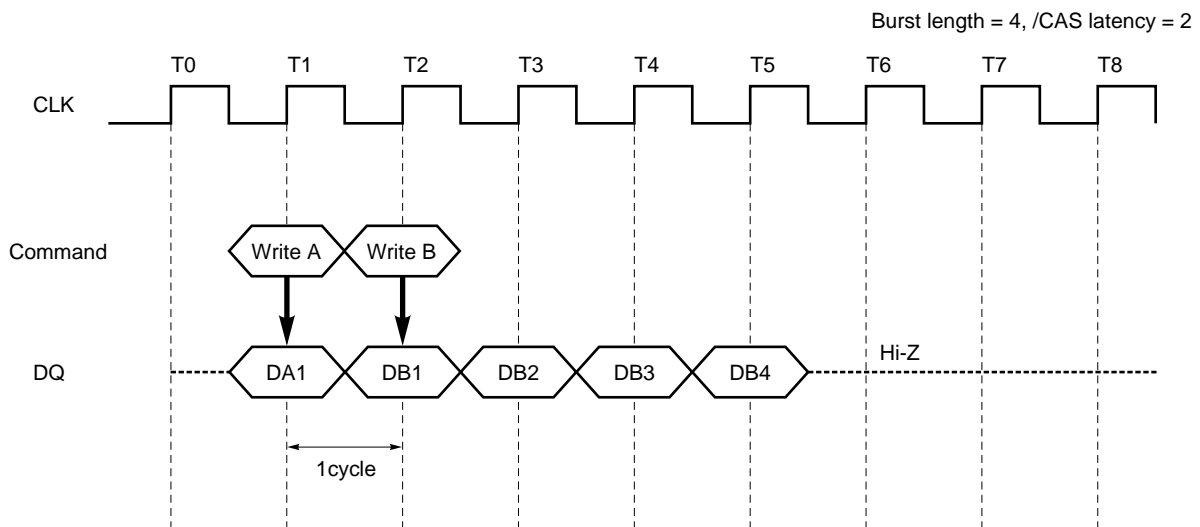 Burst length = 4, /CAS latency = 2
T0 T1 T2 T3 T4 T5 T6 T7 T8
CLK
Command Write A Write B
Hi-Z
DQ DA1 DB1 DB2 DB3 DB4
1cycle